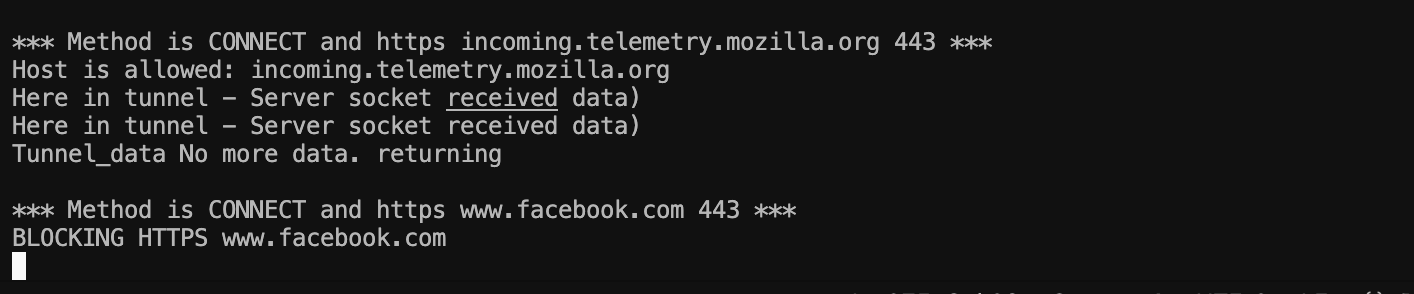 *** Method is CONNECT and https incoming.telemetry.mozilla.org 443 ***
Host is allowed: incoming.telemetry.mozilla.org
Here in tunnel – Server socket received data)
Here in tunnel – Server socket received data)
Tunnel_data No more data. returning
*** Method is CONNECT and https www.facebook.com 443 ***
BLOCKING HTTPS www.facebook.com